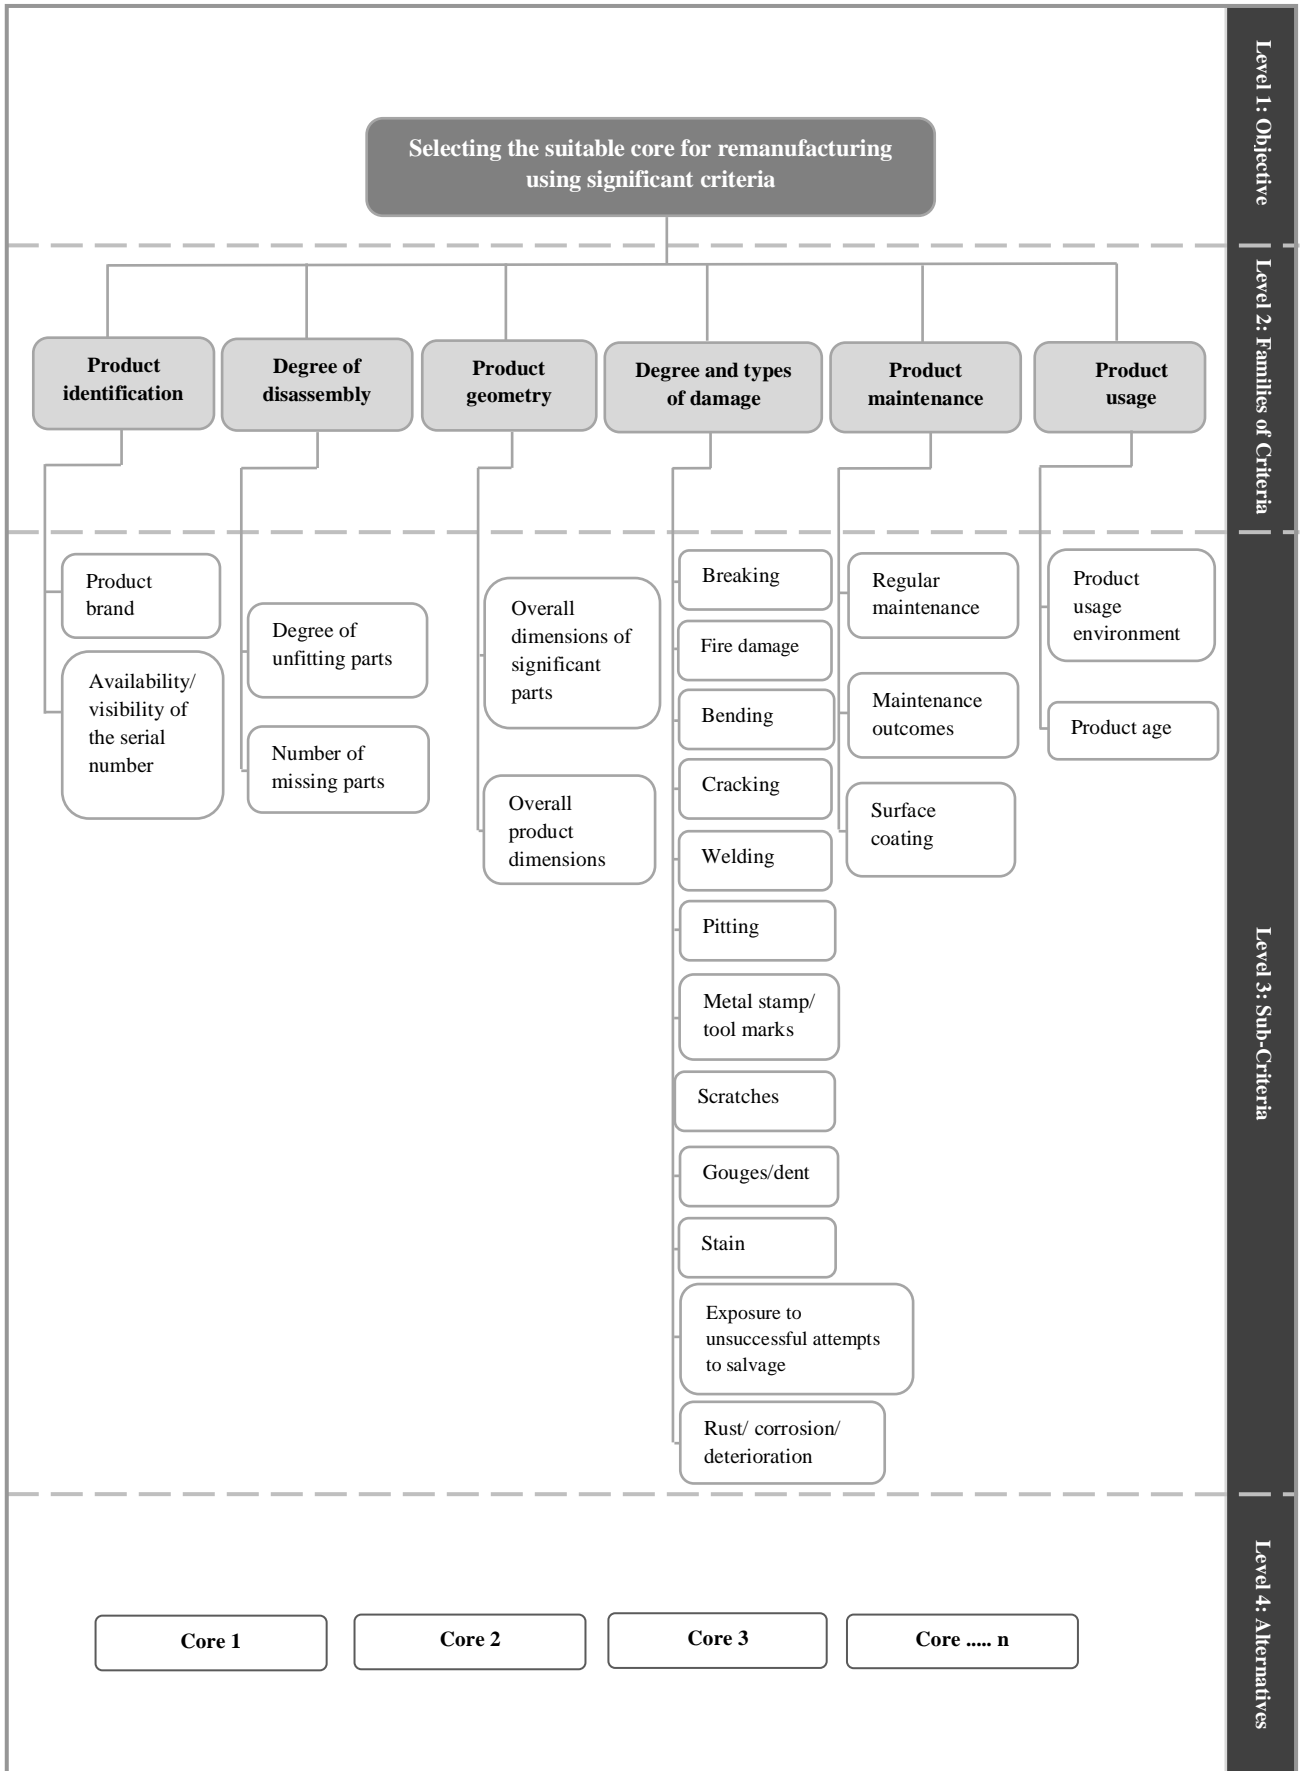 Level 1: Objective
Selecting the suitable core for remanufacturing
using significant criteria
Level 2: Families of Criteria
Product
identification
Degree of
disassembly
Product
geometry
Degree and types
of damage
Product
maintenance
Product
usage
Level 3: Sub-Criteria
Product
brand
Availability/
visibility of
the serial
number
Degree of
unfitting parts
Number of
missing parts
Overall
dimensions of
significant
parts
Overall
product
dimensions
Breaking
Fire damage
Bending
Cracking
Welding
Pitting
Metal stamp/
tool marks
Scratches
Gouges/dent
Stain
Exposure to
unsuccessful attempts
to salvage
Rust/ corrosion/
deterioration
Regular
maintenance
Maintenance
outcomes
Surface
coating
Product
usage
environment
Product age
Level 4: Alternatives
Core 1
Core 2
Core 3
Core ..... n